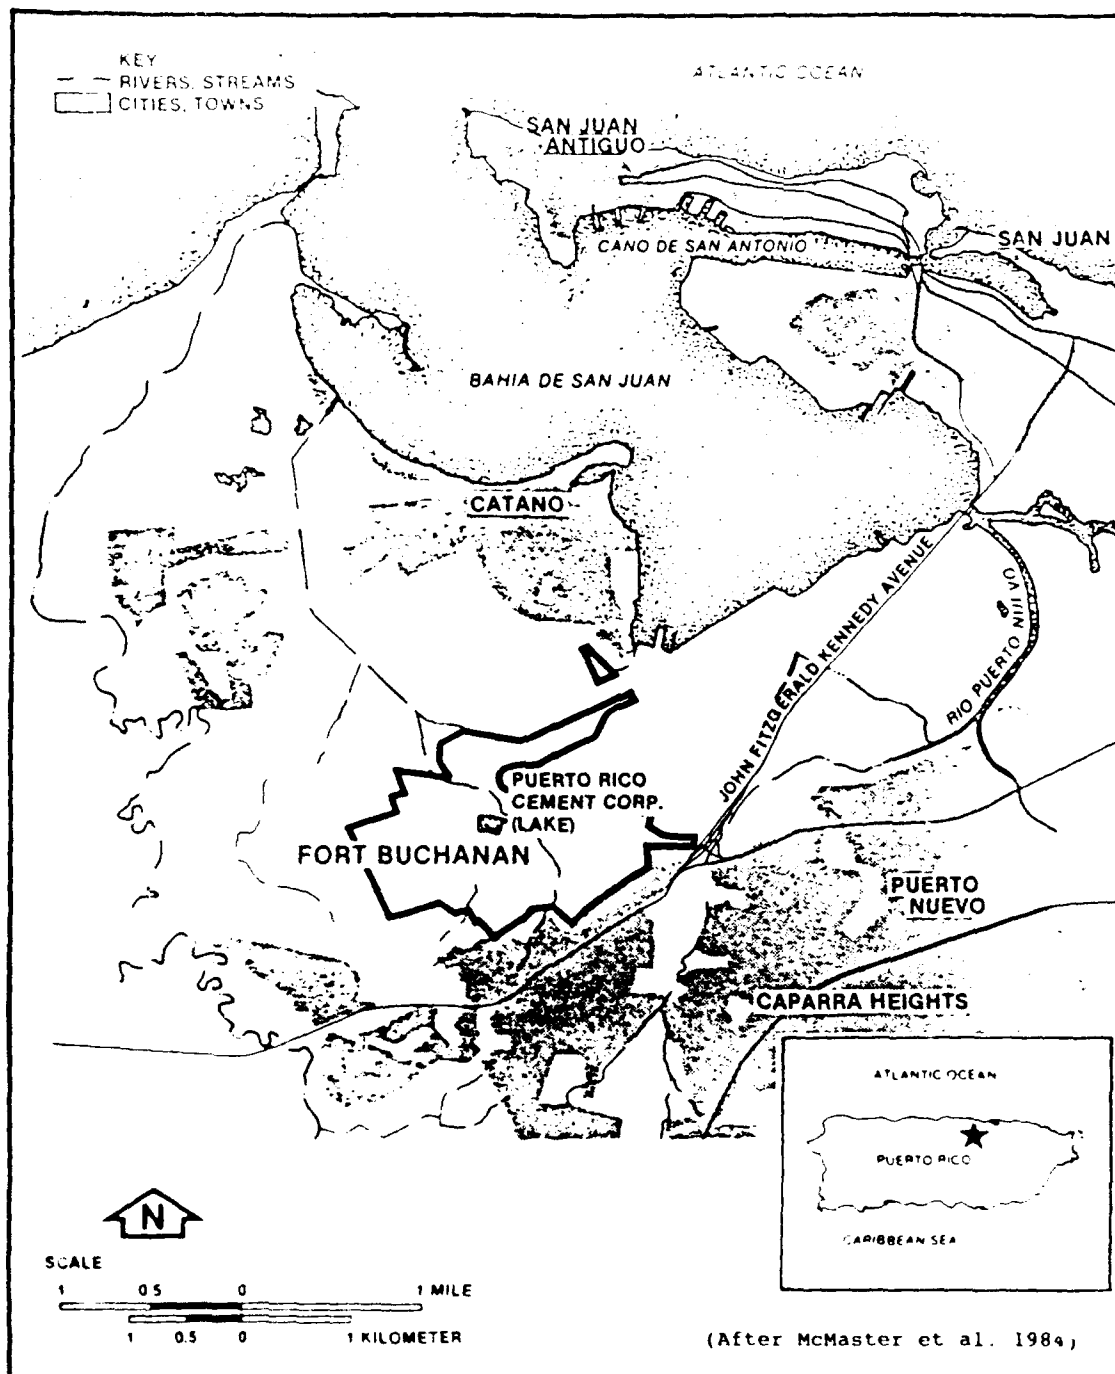 KEY
RIVERS, STREAMS
CITIES, TOWNS
ATLANTIC OCEAN
SAN JUAN
ANTIGUO
CANO DE SAN ANTONIO
SAN JUAN
BAHIA DE SAN JUAN
CATANO
JOHN FITZGERALD KENNEDY AVENUE
RIO PUERTO NUEVO
PUERTO RICO
CEMENT CORP.
(LAKE)
FORT BUCHANAN
PUERTO
NUEVO
CAPARRA HEIGHTS
ATLANTIC OCEAN
PUERTO RICO
CARIBBEAN SEA
N
SCALE
1 0.5 0 1 MILE
1 0.5 0 1 KILOMETER
(After McMaster et al. 1984)